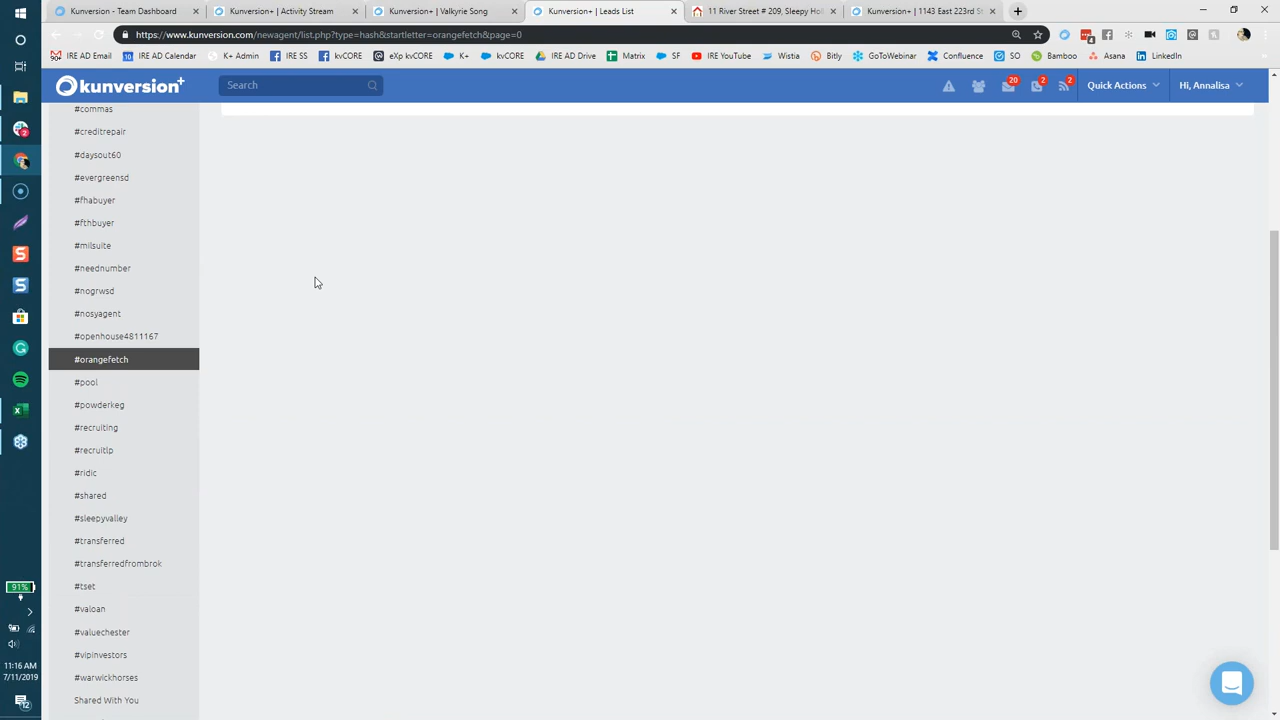 Kunversion - Team Dashboard
Kunversion+ | Activity Stream
Kunversion+ | Valkyrie Song
Kunversion+ | Leads List
11 River Street # 209, Sleepy Hol
Kunversion+ | 1143 East 223rd St
https://www.kunversion.com/newagent/list.php?type=hash&startletter=orangefetch&page=0
IRE AD Email
IRE AD Calendar
K+ Admin
IRE SS
kvCORE
eXp kvCORE
K+
kvCORE
IRE AD Drive
Matrix
SF
IRE YouTube
Wistia
Bitly
GoToWebinar
Confluence
SO
Bamboo
Asana
LinkedIn
kunversion+
Search
20
2
2
Quick Actions
Hi, Annalisa
#commas
#creditrepair
#daysout60
#evergreensd
#fhabuyer
#fthbuyer
#milsuite
#neednumber
#nogrwsd
#nosyagent
#openhouse4811167
#orangefetch
#pool
#powderkeg
#recruiting
#recruitlp
#ridic
#shared
#sleepyvalley
#transferred
#transferredfrombrok
#tset
#valoan
#valuechester
#vipinvestors
#warwickhorses
Shared With You
91%
11:16 AM
7/11/2019
12